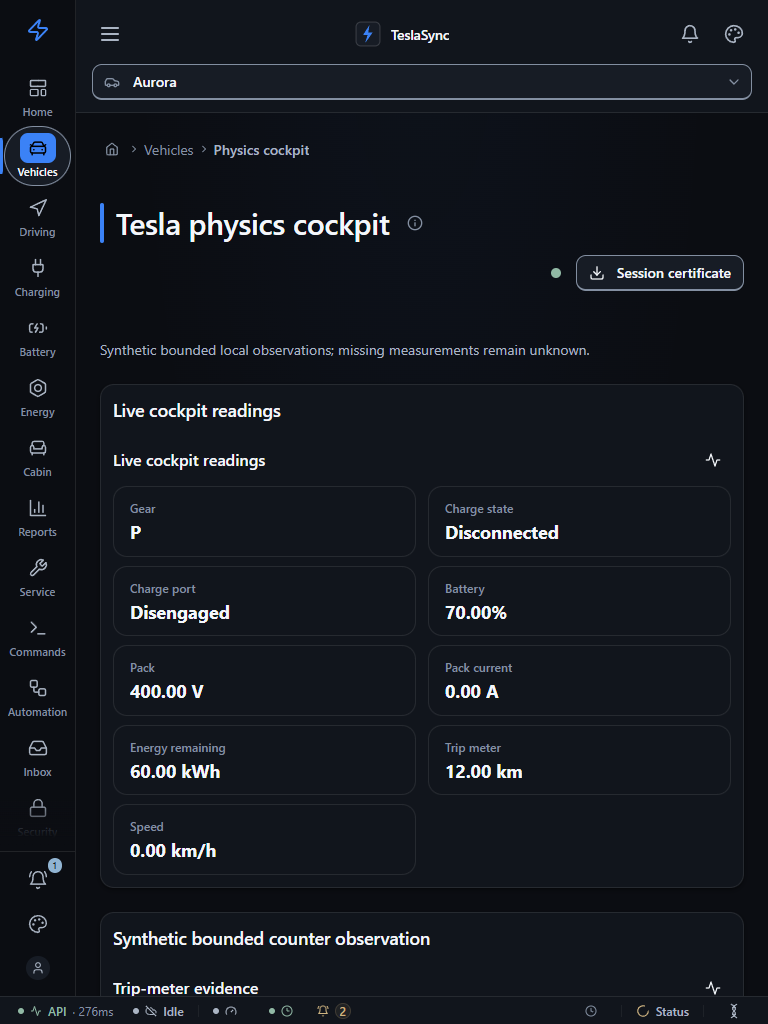 TeslaSync
Aurora
Home
Vehicles
Driving
Charging
Battery
Energy
Cabin
Reports
Service
Commands
Automation
Inbox
Security
1
Vehicles > Physics cockpit
Tesla physics cockpit
Session certificate
Synthetic bounded local observations; missing measurements remain unknown.
Live cockpit readings
Live cockpit readings
Gear
P
Charge state
Disconnected
Charge port
Disengaged
Battery
70.00%
Pack
400.00 V
Pack current
0.00 A
Energy remaining
60.00 kWh
Trip meter
12.00 km
Speed
0.00 km/h
Synthetic bounded counter observation
Trip-meter evidence
API · 276ms Idle 2 Status